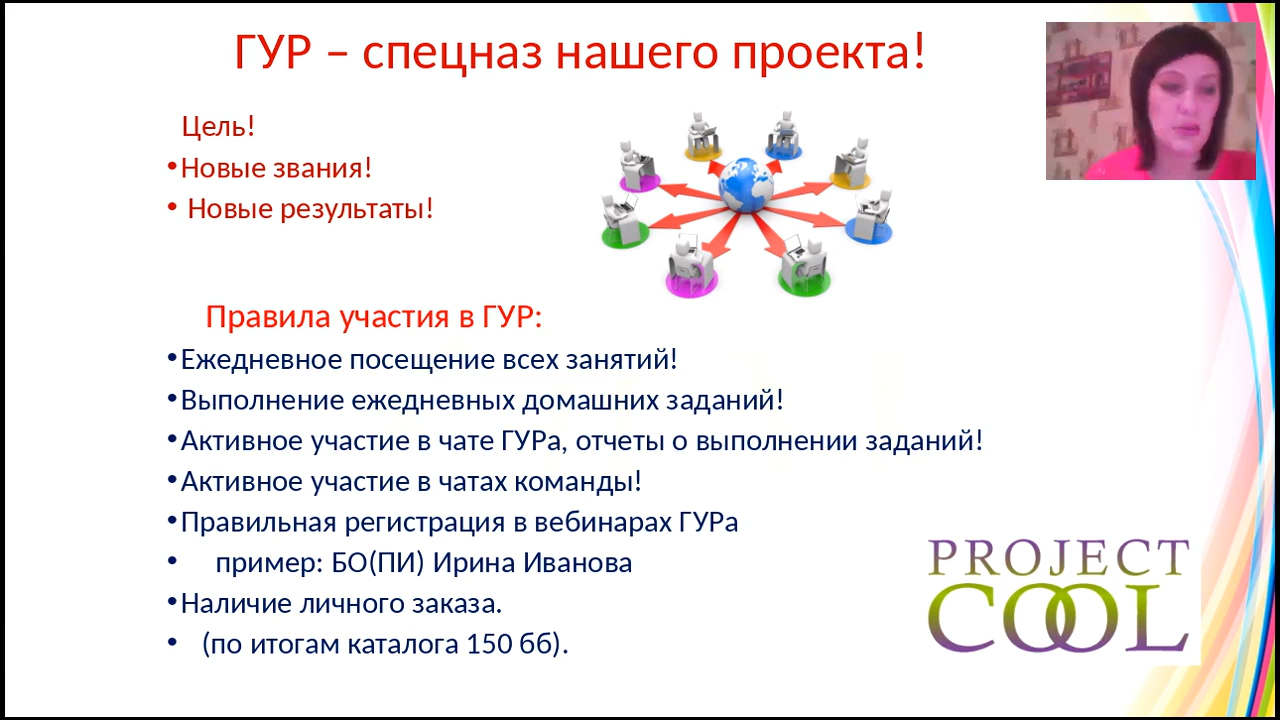 ГУР – спецназ нашего проекта!
Цель!
•Новые звания!
• Новые результаты!
Правила участия в ГУР:
•Ежедневное посещение всех занятий!
•Выполнение ежедневных домашних заданий!
•Активное участие в чате ГУРа, отчеты о выполнении заданий!
•Активное участие в чатах команды!
•Правильная регистрация в вебинарах ГУРа
• пример: БО(ПИ) Ирина Иванова
•Наличие личного заказа.
• (по итогам каталога 150 бб).
PROJECT
COOL